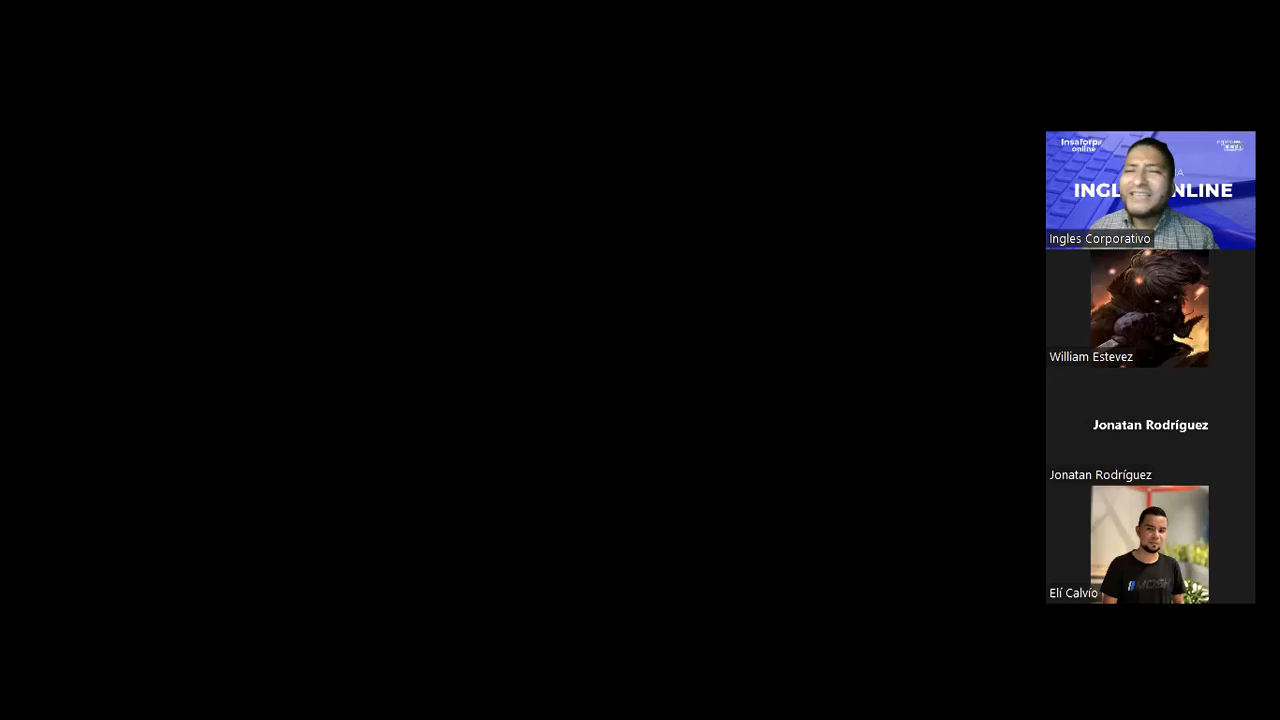 Insaforp
online
INGL NLINE
Ingles Corporativo
William Estevez
Jonatan Rodríguez
Jonatan Rodríguez
Elí Calvío